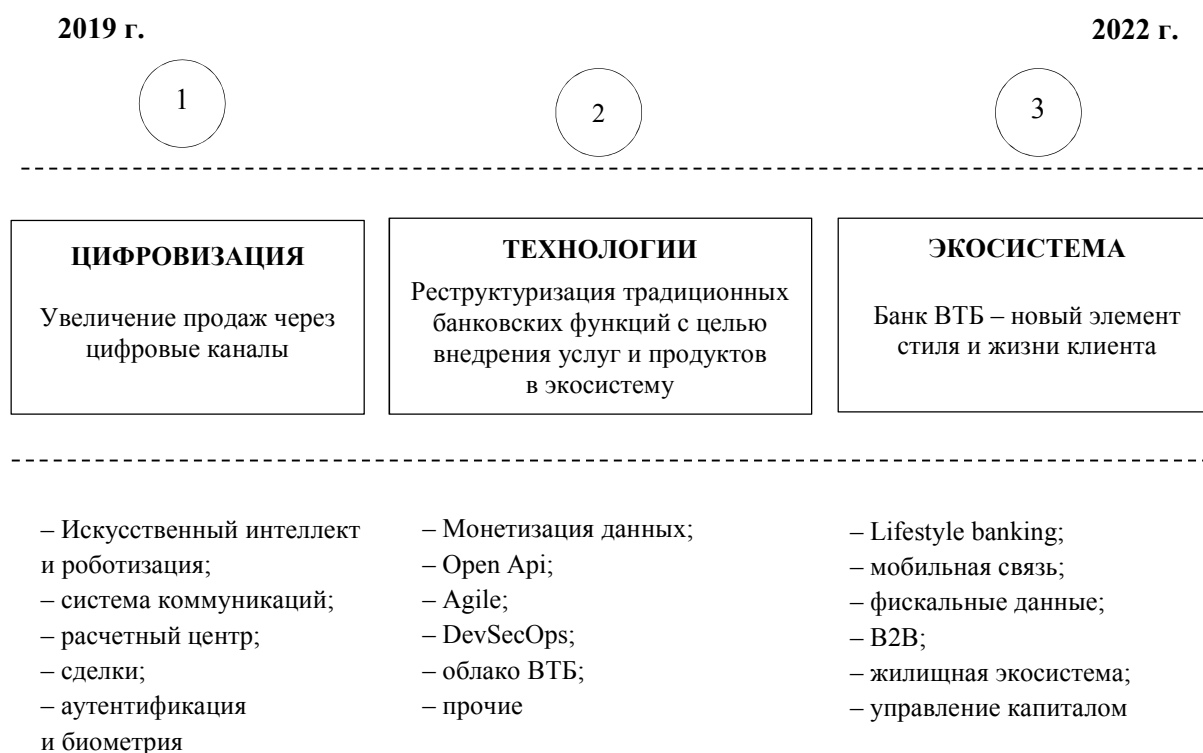 2019 г.
2022 г.
1
2
3
ЦИФРОВИЗАЦИЯ
Увеличение продаж через
цифровые каналы
ТЕХНОЛОГИИ
Реструктуризация традиционных
банковских функций с целью
внедрения услуг и продуктов
в экосистему
ЭКОСИСТЕМА
Банк ВТБ – новый элемент
стиля и жизни клиента
– Искусственный интеллект
и роботизация;
– система коммуникаций;
– расчетный центр;
– сделки;
– аутентификация
и биометрия
– Монетизация данных;
– Open Api;
– Agile;
– DevSecOps;
– облако ВТБ;
– прочие
– Lifestyle banking;
– мобильная связь;
– фискальные данные;
– B2B;
– жилищная экосистема;
– управление капиталом